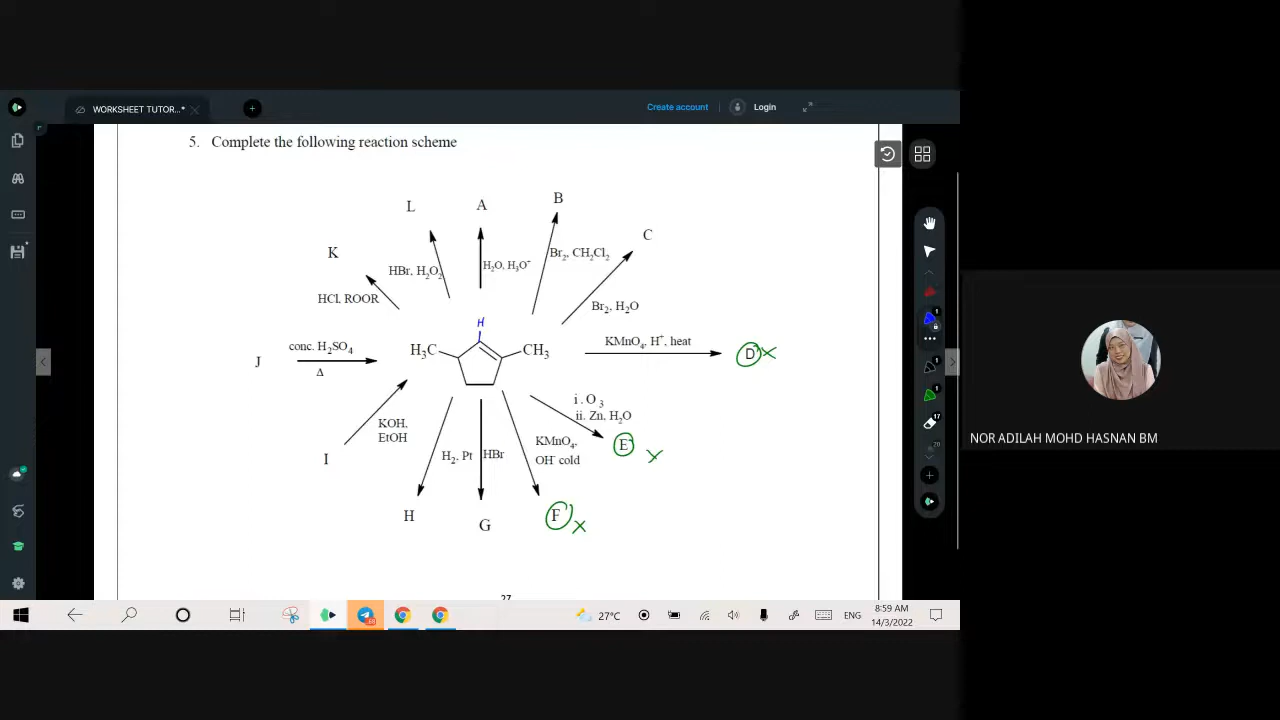 WORKSHEET TUTOR...*
Create account
Login
5. Complete the following reaction scheme
L
A
B
C
K
HBr, H₂O₂
H₂O, H₃O⁺
Br₂, CH₂Cl₂
HCl, ROOR
Br₂, H₂O
H
J
conc. H₂SO₄
Δ
H₃C
CH₃
KMnO₄, H⁺, heat
D
x
i . O ₃
ii. Zn, H₂O
E
x
KOH,
EtOH
I
H₂, Pt
HBr
KMnO₄,
OH⁻ cold
H
G
F
x
27
NOR ADILAH MOHD HASNAN BM
27°C
ENG
8:59 AM
14/3/2022